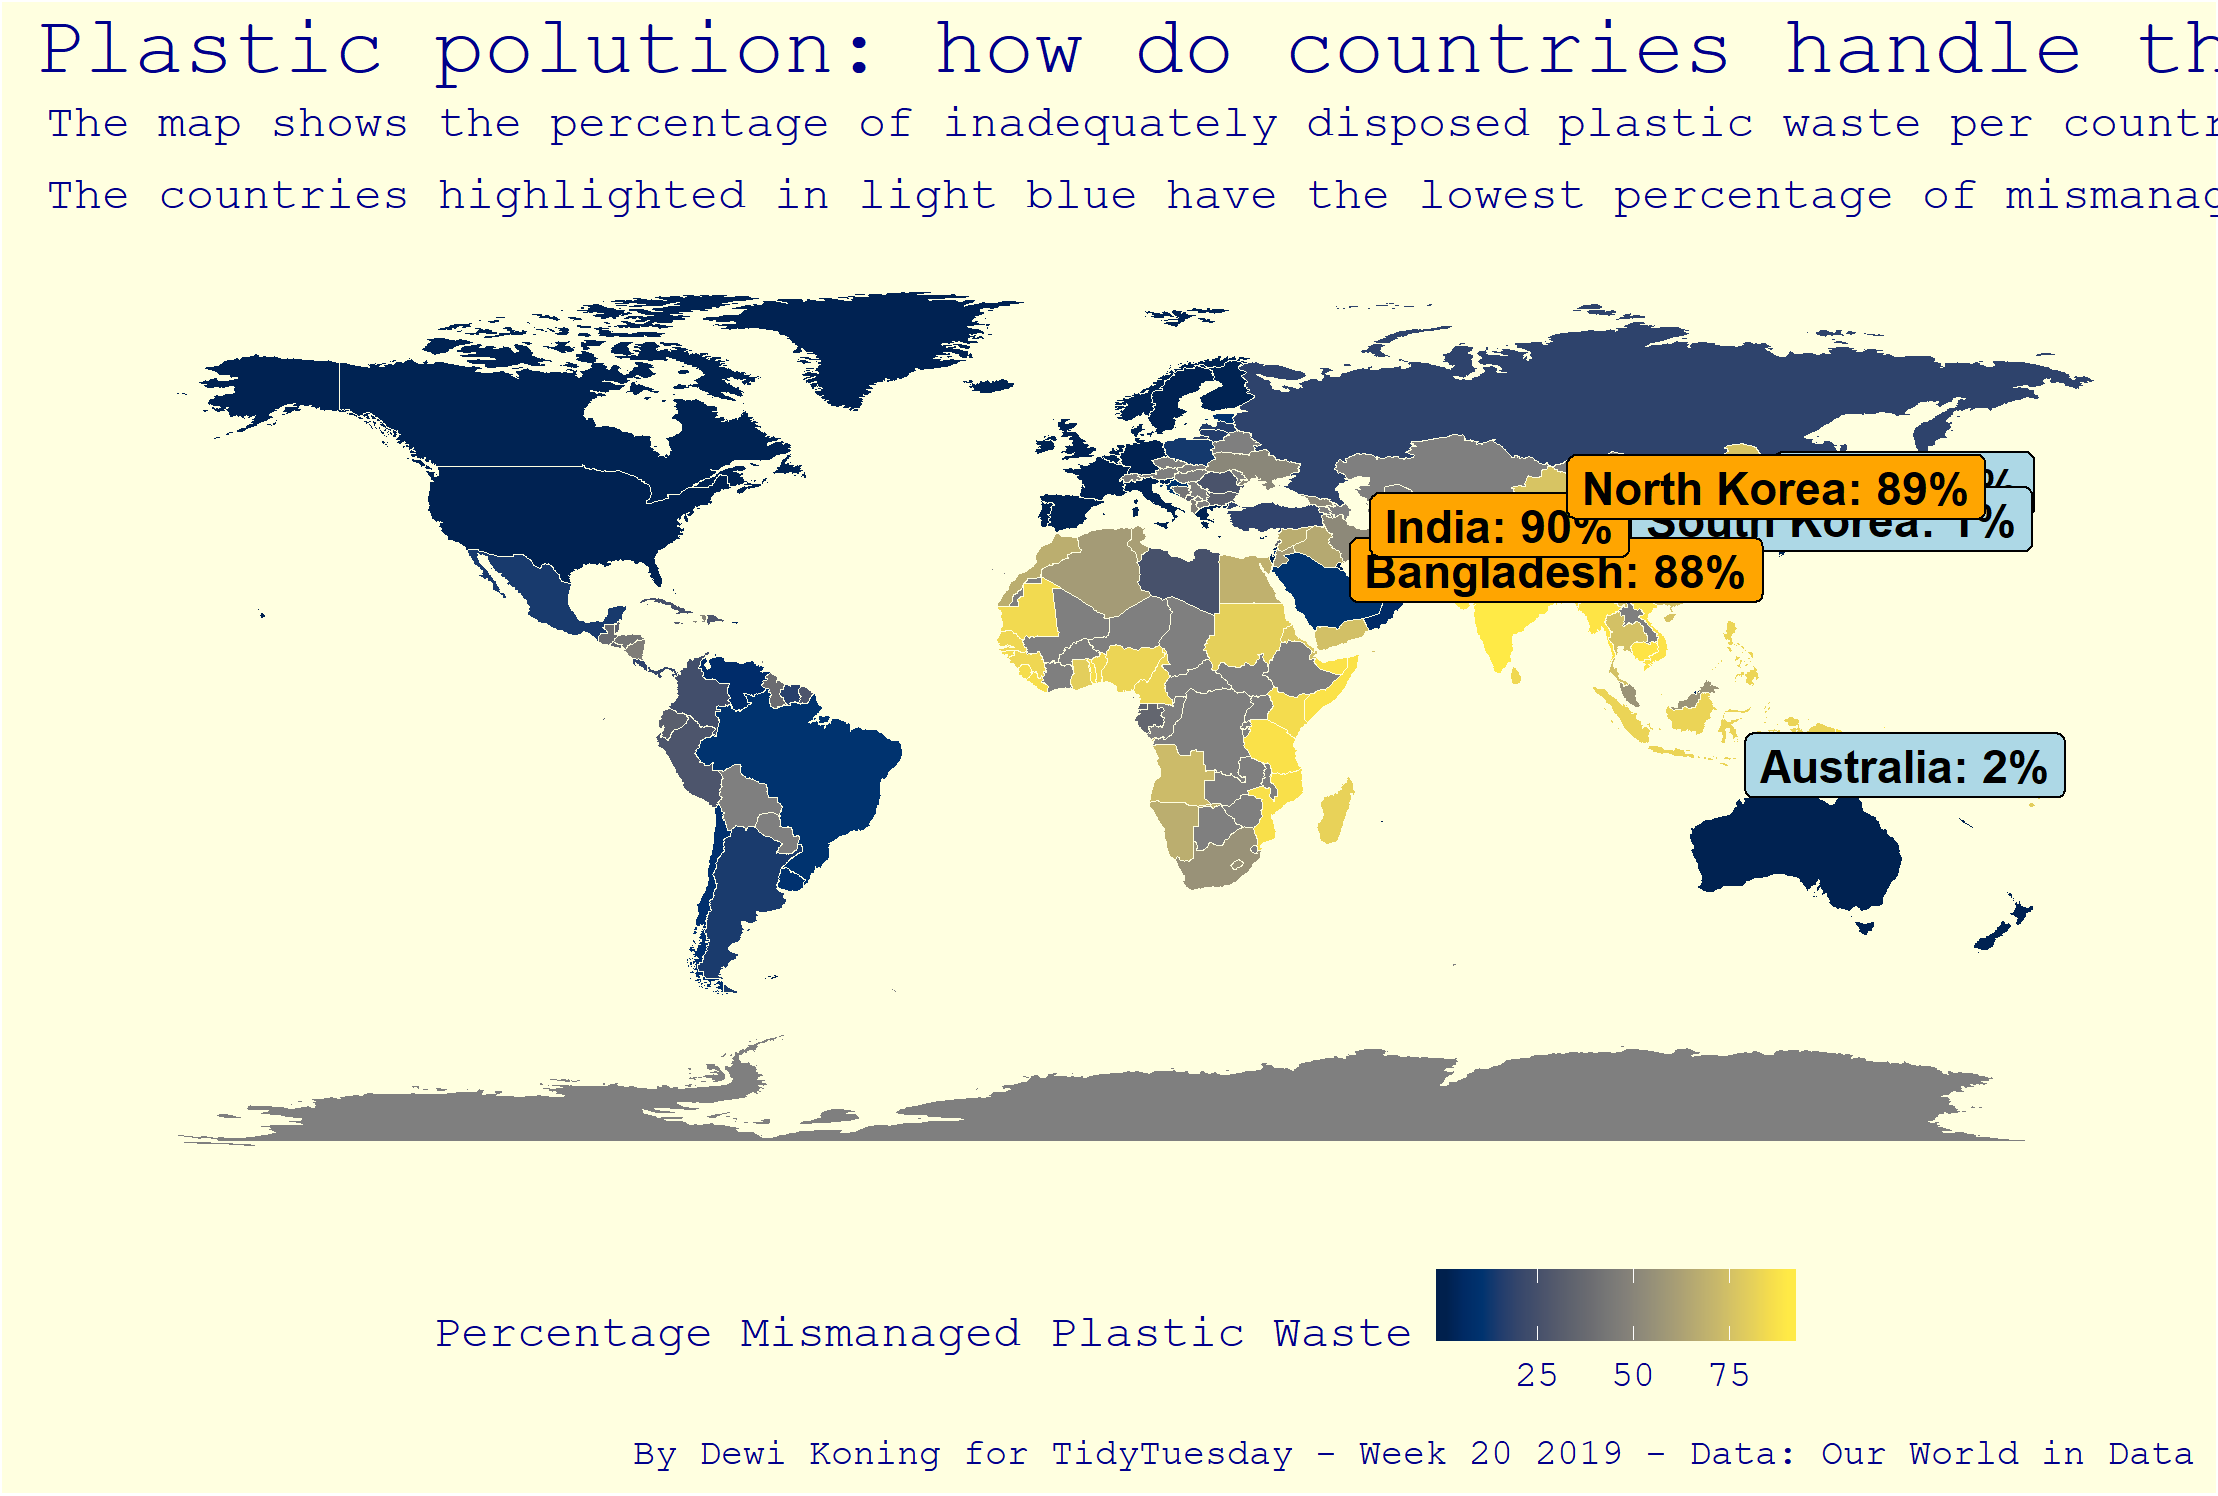 Plastic polution: how do countries handle th
The map shows the percentage of inadequately disposed plastic waste per countr
The countries highlighted in light blue have the lowest percentage of mismanag
North Korea: 89%
%
India: 90%
South Korea: 1%
Bangladesh: 88%
Australia: 2%
Percentage Mismanaged Plastic Waste
25 50 75
By Dewi Koning for TidyTuesday - Week 20 2019 - Data: Our World in Data